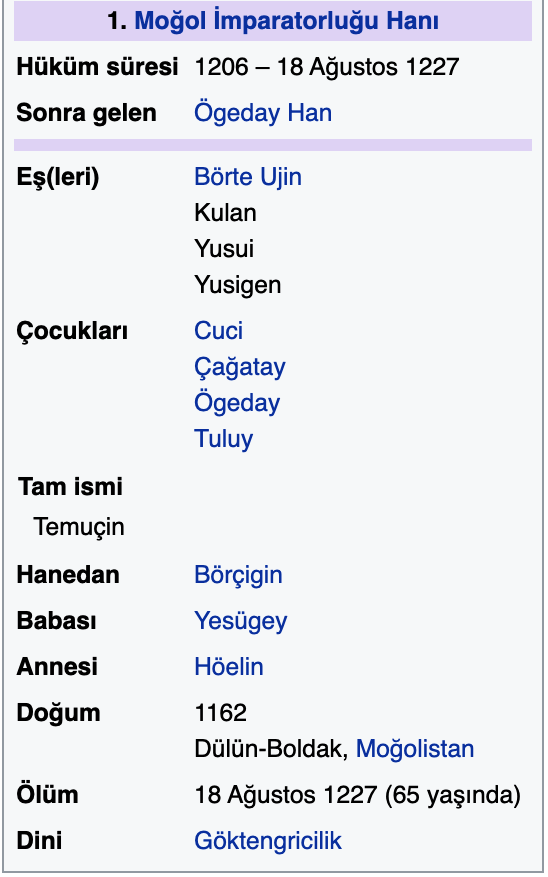 1. Moğol İmparatorluğu Hanı
Hüküm süresi 1206 – 18 Ağustos 1227
Sonra gelen Ögeday Han
Eş(leri) Börte Ujin
Kulan
Yusui
Yusigen
Çocukları Cuci
Çağatay
Ögeday
Tuluy
Tam ismi
Temuçin
Hanedan Börçigin
Babası Yesügey
Annesi Höelin
Doğum 1162
Dülün-Boldak, Moğolistan
Ölüm 18 Ağustos 1227 (65 yaşında)
Dini Göktengricilik